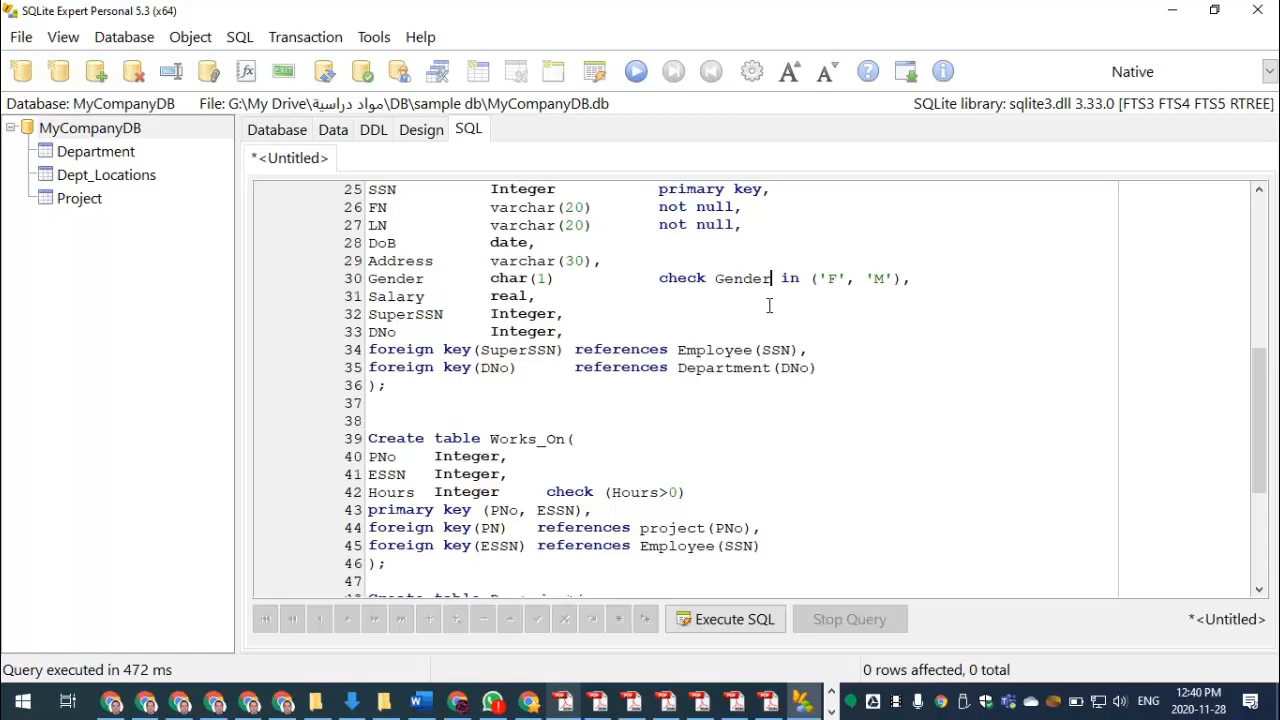 SQLite Expert Personal 5.3 (x64)
File View Database Object SQL Transaction Tools Help
Native
Database: MyCompanyDB File: G:\My Drive\مواد دراسية\DB\sample db\MyCompanyDB.db SQLite library: sqlite3.dll 3.33.0 [FTS3 FTS4 FTS5 RTREE]
MyCompanyDB
Department
Dept_Locations
Project
Database Data DDL Design SQL
*<Untitled>
25 SSN Integer primary key,
26 FN varchar(20) not null,
27 LN varchar(20) not null,
28 DoB date,
29 Address varchar(30),
30 Gender char(1) check Gender in ('F', 'M'),
31 Salary real,
32 SuperSSN Integer,
33 DNo Integer,
34 foreign key(SuperSSN) references Employee(SSN),
35 foreign key(DNo) references Department(DNo)
36 );
37
38
39 Create table Works_On(
40 PNo Integer,
41 ESSN Integer,
42 Hours Integer check (Hours>0)
43 primary key (PNo, ESSN),
44 foreign key(PN) references project(PNo),
45 foreign key(ESSN) references Employee(SSN)
46 );
47
Execute SQL Stop Query *<Untitled>
Query executed in 472 ms 0 rows affected, 0 total
ENG
12:40 PM
2020-11-28